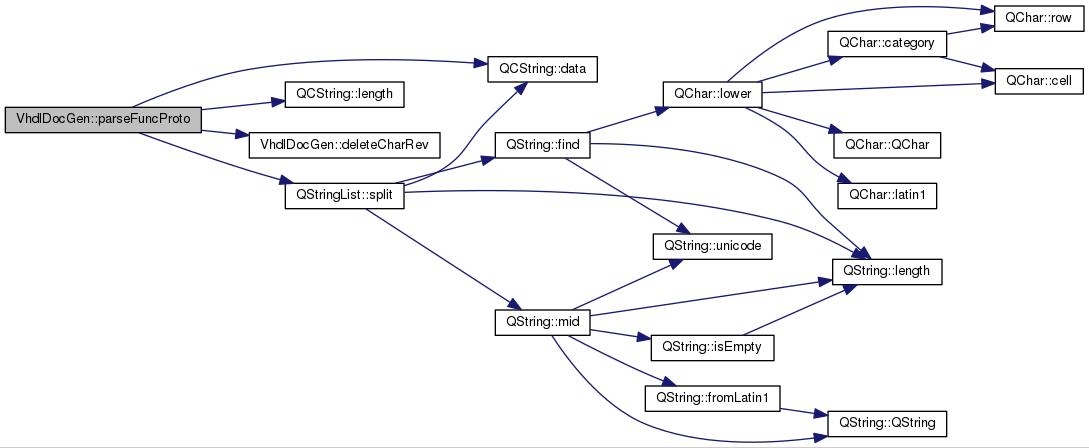 VhdlDocGen::parseFuncProto
QCString::data
QCString::length
VhdlDocGen::deleteCharRev
QStringList::split
QString::find
QString::mid
QChar::lower
QString::unicode
QString::isEmpty
QString::fromLatin1
QChar::category
QChar::QChar
QChar::latin1
QString::length
QString::QString
QChar::row
QChar::cell